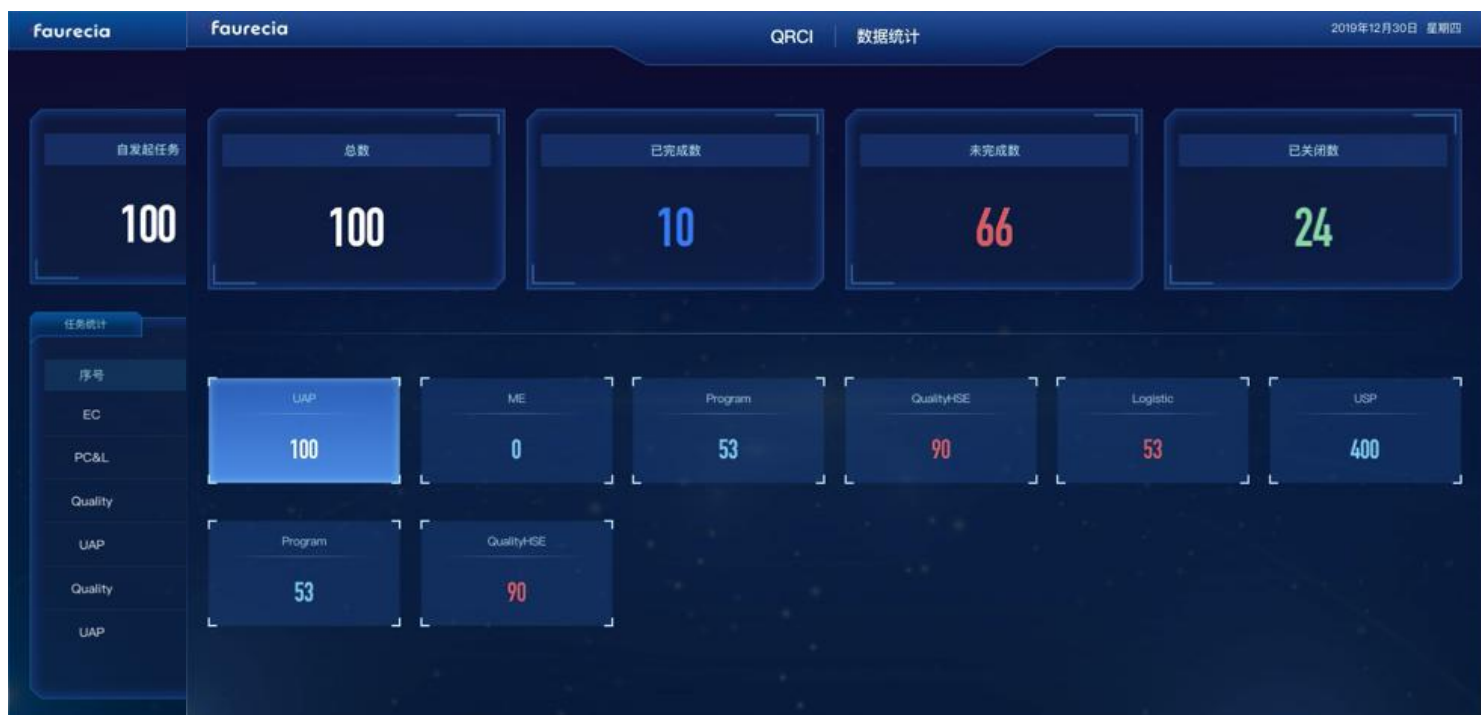 faurecia
自发起任务
100
任务统计
序号
EC
PC&L
Quality
UAP
Quality
UAP
faurecia
QRCI 数据统计
2019年12月30日 星期四
总数 已完成数 未完成数 已关闭数
100 10 66 24
UAP ME Program QualityHSE Logistic USP
100 0 53 90 53 400
Program QualityHSE
53 90